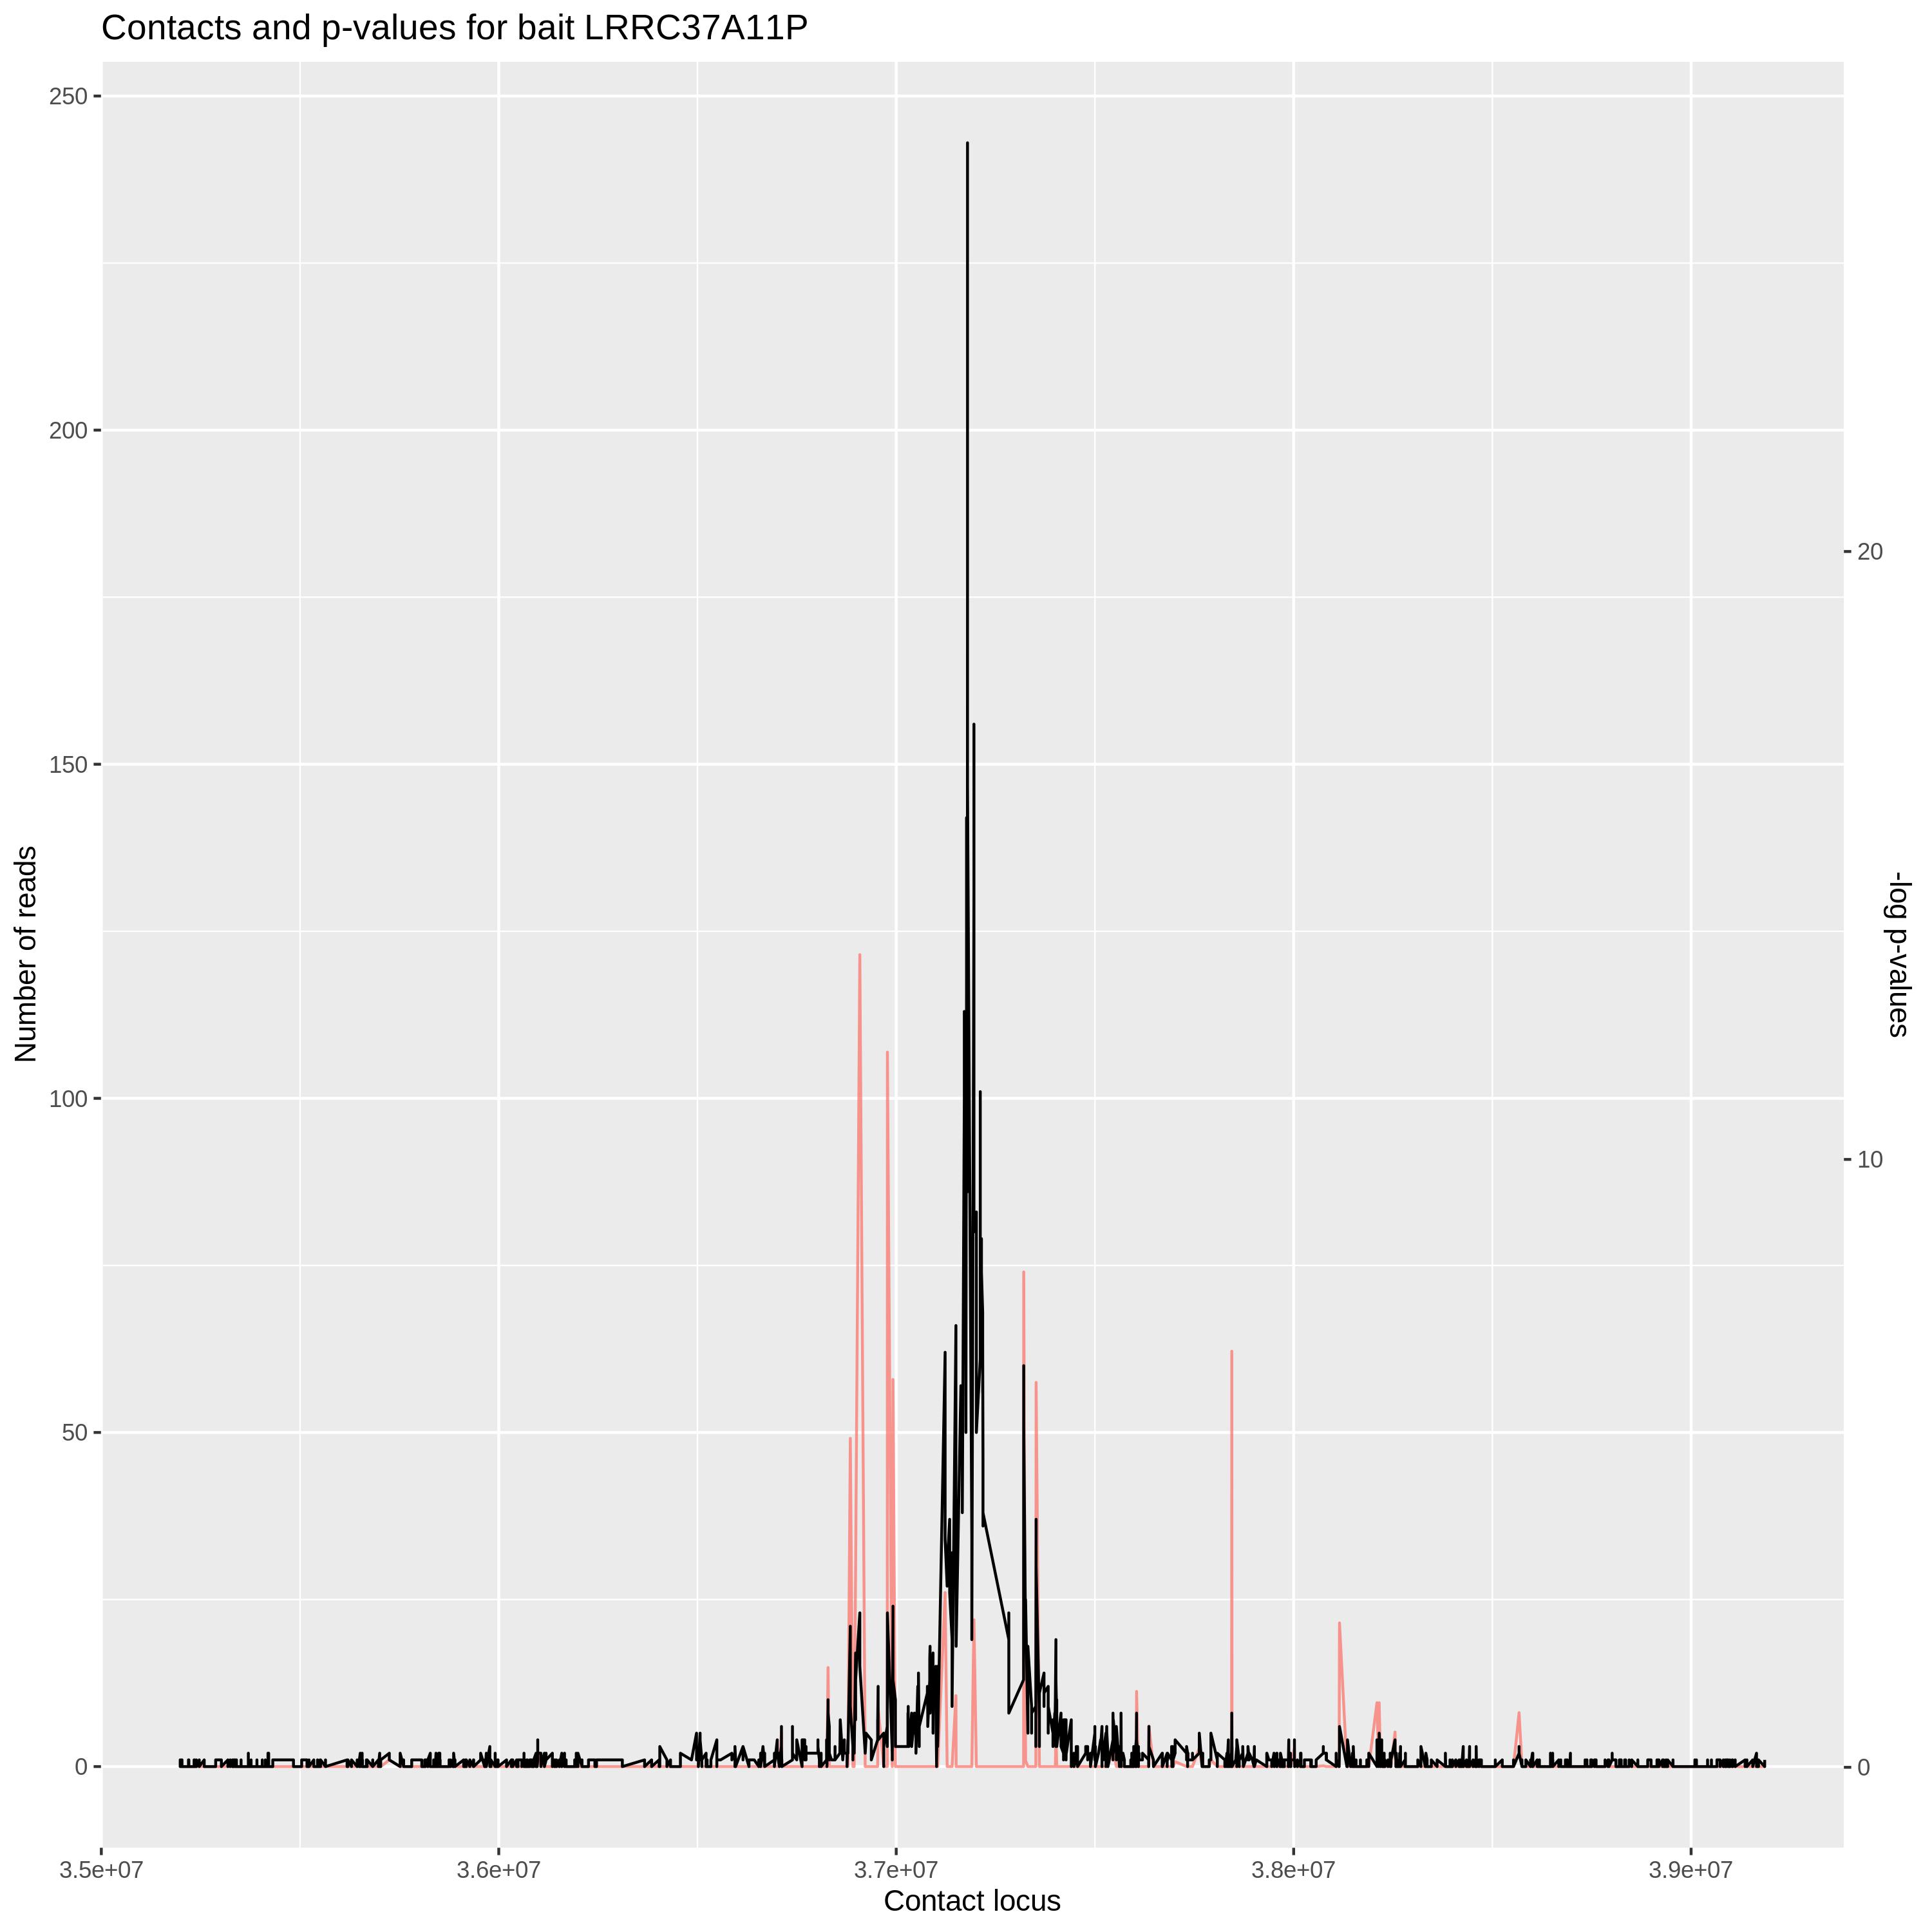 Contacts and p-values for bait LRRC37A11P
250
200
150
100
50
0
Number of reads
20
10
0
-log p-values
3.5e+07
3.6e+07
3.7e+07
3.8e+07
3.9e+07
Contact locus